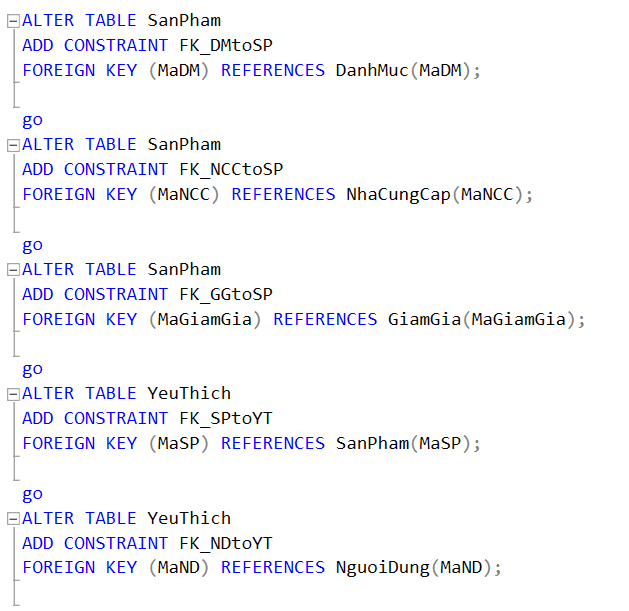 ALTER TABLE SanPham
ADD CONSTRAINT FK_DMtoSP
FOREIGN KEY (MaDM) REFERENCES DanhMuc(MaDM);
go
ALTER TABLE SanPham
ADD CONSTRAINT FK_NCCtoSP
FOREIGN KEY (MaNCC) REFERENCES NhaCungCap(MaNCC);
go
ALTER TABLE SanPham
ADD CONSTRAINT FK_GGtoSP
FOREIGN KEY (MaGiamGia) REFERENCES GiamGia(MaGiamGia);
go
ALTER TABLE YeuThich
ADD CONSTRAINT FK_SPtoYT
FOREIGN KEY (MaSP) REFERENCES SanPham(MaSP);
go
ALTER TABLE YeuThich
ADD CONSTRAINT FK_NDtoYT
FOREIGN KEY (MaND) REFERENCES NguoiDung(MaND);